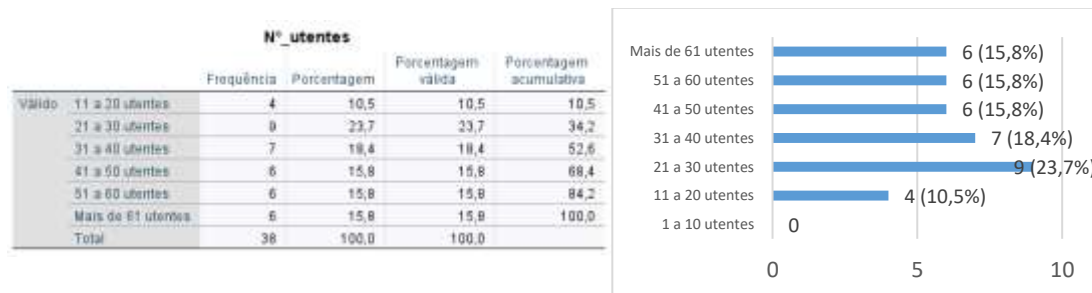 N°_utentes
Frequência Porcentagem Porcentagem válida Porcentagem acumulativa
Válido 11 a 20 utentes 4 10,5 10,5 10,5
21 a 30 utentes 9 23,7 23,7 34,2
31 a 40 utentes 7 18,4 18,4 52,6
41 a 50 utentes 6 15,8 15,8 68,4
51 a 60 utentes 6 15,8 15,8 84,2
Mais de 61 utentes 6 15,8 15,8 100,0
Total 38 100,0 100,0
Mais de 61 utentes 6 (15,8%)
51 a 60 utentes 6 (15,8%)
41 a 50 utentes 6 (15,8%)
31 a 40 utentes 7 (18,4%)
21 a 30 utentes 9 (23,7%)
11 a 20 utentes 4 (10,5%)
1 a 10 utentes 0
0 5 10